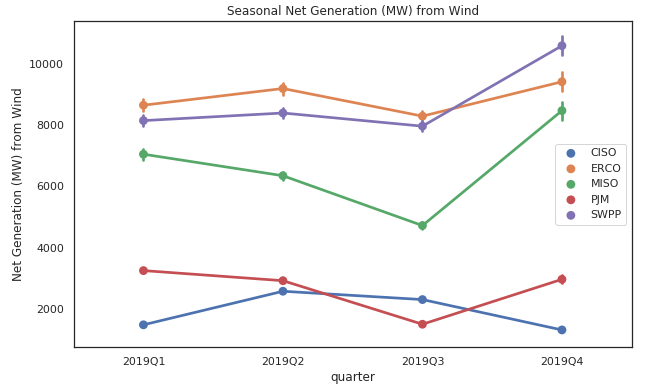 Seasonal Net Generation (MW) from Wind
Net Generation (MW) from Wind
10000
8000
6000
4000
2000
CISO
ERCO
MISO
PJM
SWPP
2019Q1 2019Q2 2019Q3 2019Q4
quarter